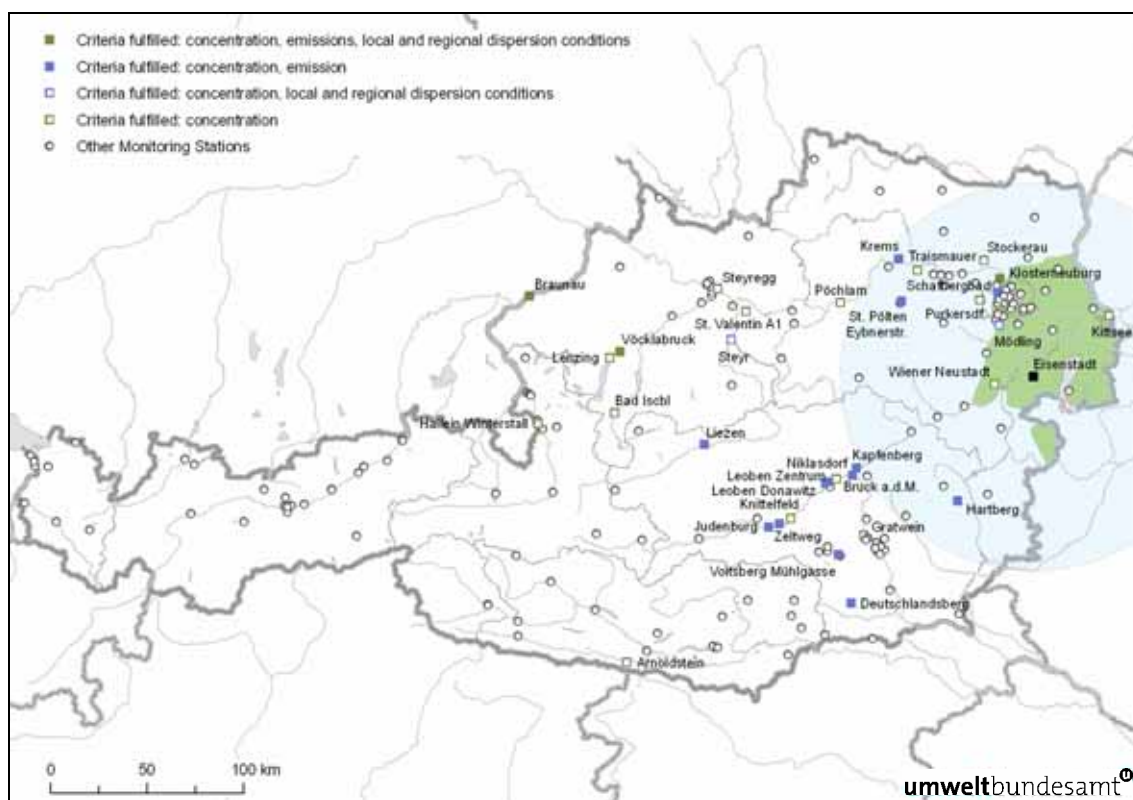 Criteria fulfilled: concentration, emissions, local and regional dispersion conditions
Criteria fulfilled: concentration, emission
Criteria fulfilled: concentration, local and regional dispersion conditions
Criteria fulfilled: concentration
Other Monitoring Stations
Krems
Traismauer
Stockerau
Klosterneuburg
Schafbergbad
Braunau
Steyregg
Pöchlarn
St. Pölten
Eybnerstr.
Purkersdf.
St. Valentin A1
Kittsee
Mödling
Vöcklabruck
Lenzing
Steyr
Wiener Neustadt
Eisenstadt
Bad Ischl
Hallein Winterstall
Liezen
Niklasdorf
Kapfenberg
Leoben Zentrum
Leoben Donawitz
Bruck a.d.M.
Knittelfeld
Hartberg
Judenburg
Zeltweg
Gratwein
Voitsberg Mühlgasse
Deutschlandsberg
Arnoldstein
0 50 100 km
umweltbundesamt